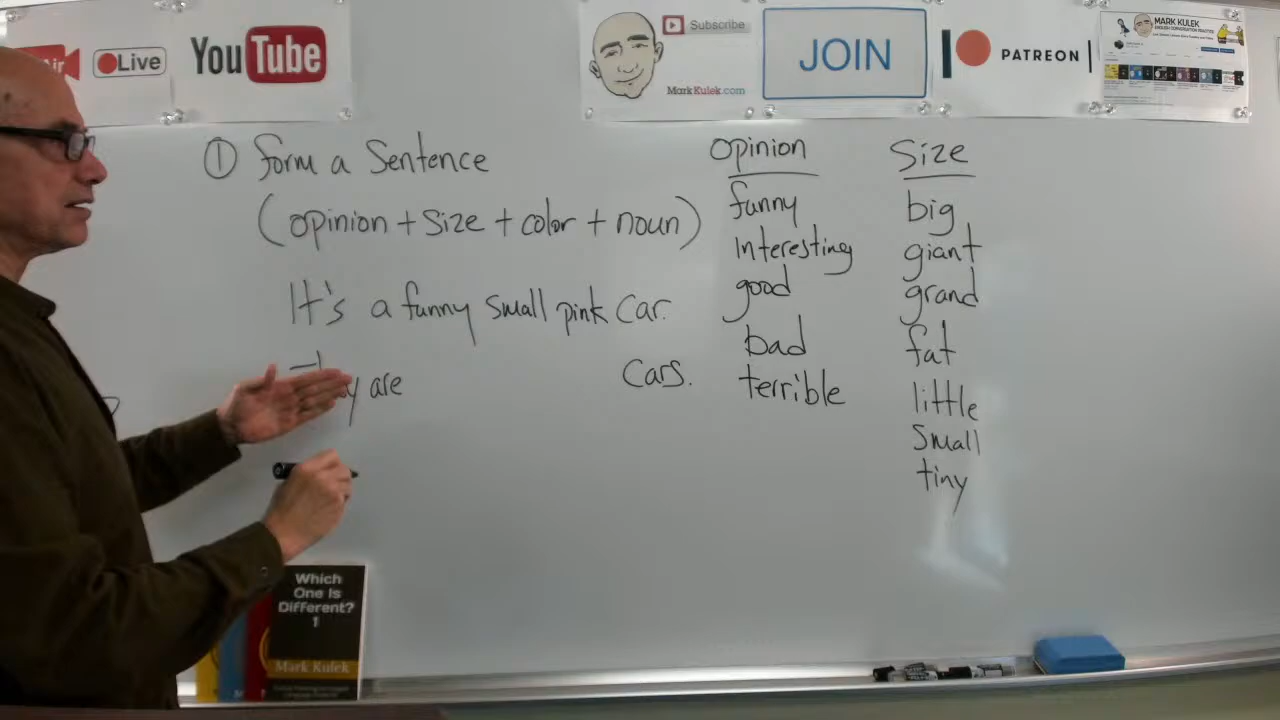 Live
YouTube
Subscribe
MarkKulek.com
JOIN
PATREON
MARK KULEK
① Form a Sentence
(opinion + Size + color + noun)
It's a funny small pink car.
are cars.
Opinion
funny
Interesting
good
bad
terrible
Size
big
giant
grand
fat
little
Small
tiny
Which
One Is
Different?
1
Mark Kulek